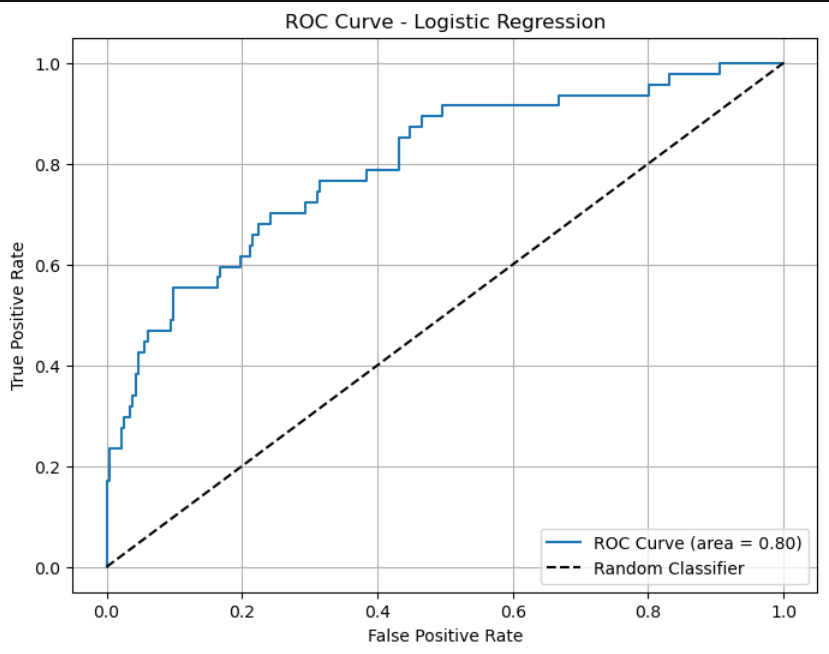 ROC Curve - Logistic Regression
True Positive Rate
1.0
0.8
0.6
0.4
0.2
0.0
ROC Curve (area = 0.80)
Random Classifier
0.0 0.2 0.4 0.6 0.8 1.0
False Positive Rate